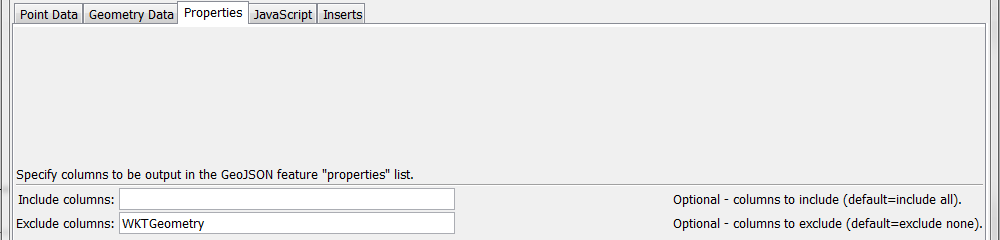 Point Data Geometry Data Properties JavaScript Inserts
Specify columns to be output in the GeoJSON feature "properties" list.
Include columns: Optional - columns to include (default=include all).
Exclude columns: WKTGeometry Optional - columns to exclude (default=exclude none).